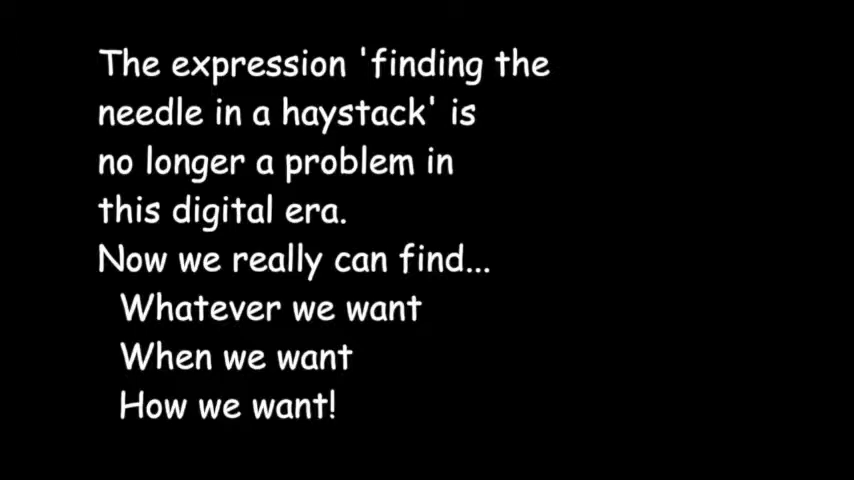 The expression 'finding the
needle in a haystack' is
no longer a problem in
this digital era.
Now we really can find...
Whatever we want
When we want
How we want!